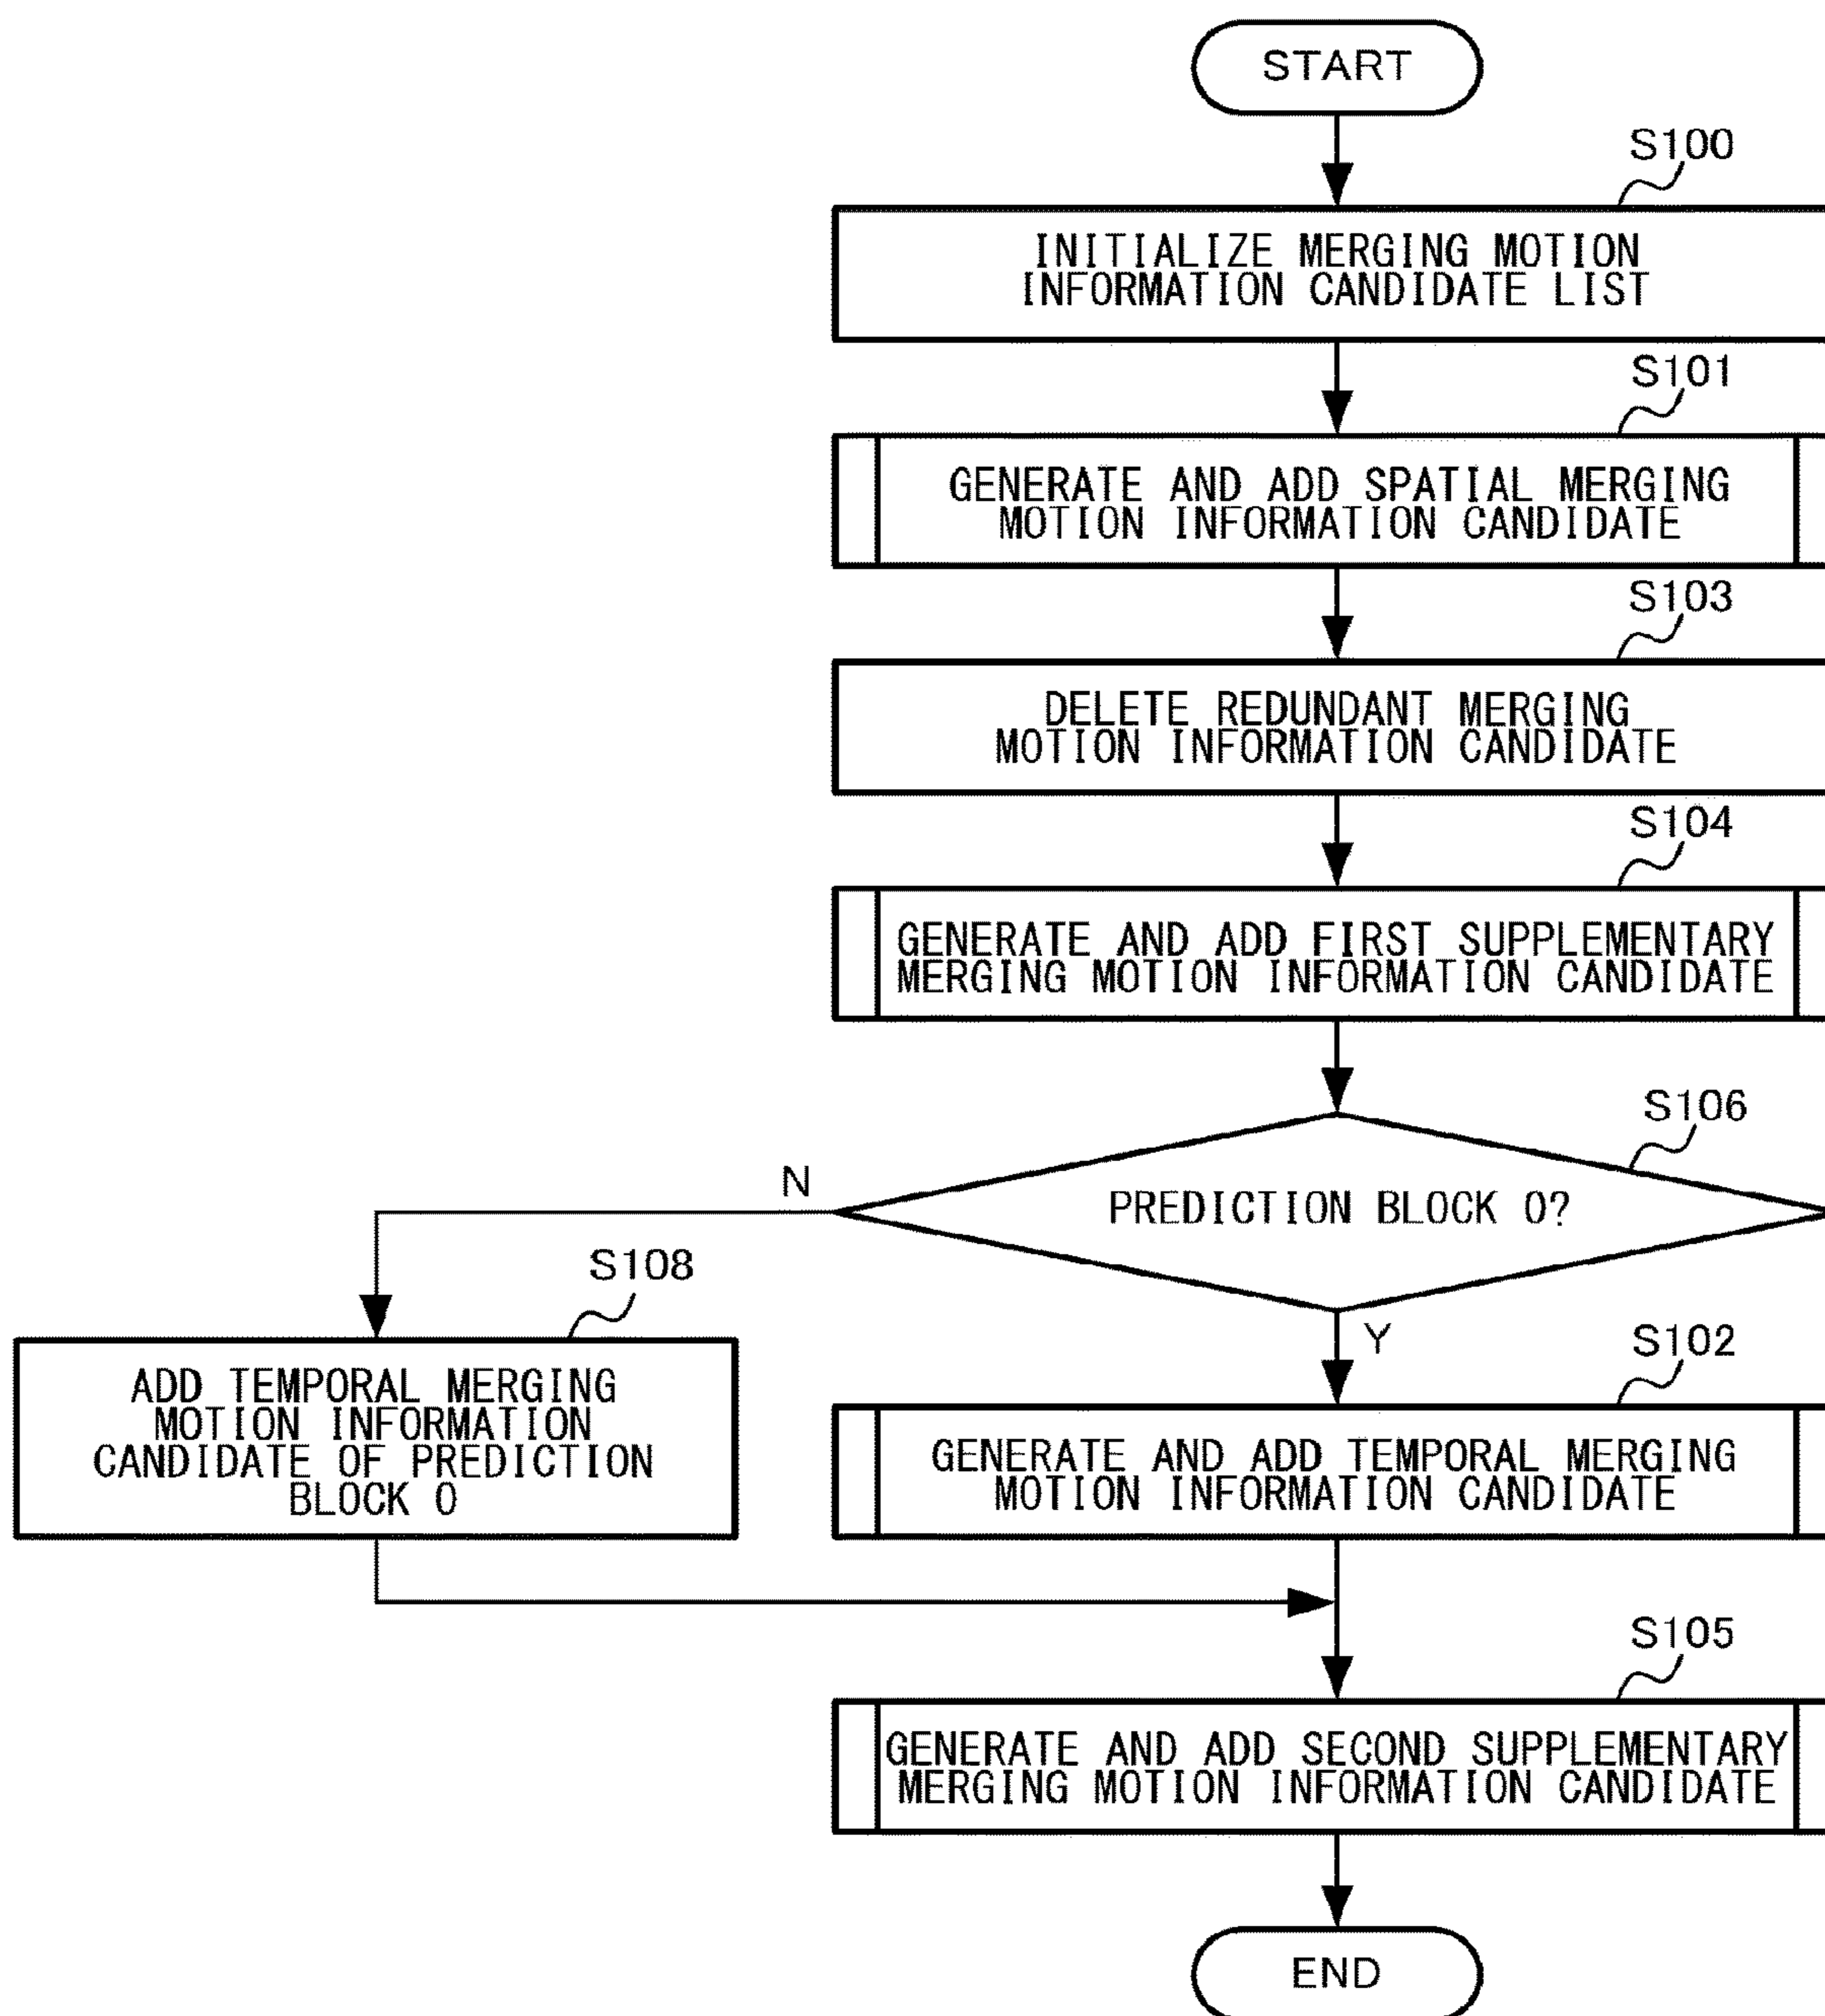 START
S100
INITIALIZE MERGING MOTION
INFORMATION CANDIDATE LIST
S101
GENERATE AND ADD SPATIAL MERGING
MOTION INFORMATION CANDIDATE
S103
DELETE REDUNDANT MERGING
MOTION INFORMATION CANDIDATE
S104
GENERATE AND ADD FIRST SUPPLEMENTARY
MERGING MOTION INFORMATION CANDIDATE
S106
N
PREDICTION BLOCK 0?
S108
ADD TEMPORAL MERGING
MOTION INFORMATION
CANDIDATE OF PREDICTION
BLOCK 0
Y
S102
GENERATE AND ADD TEMPORAL MERGING
MOTION INFORMATION CANDIDATE
S105
GENERATE AND ADD SECOND SUPPLEMENTARY
MERGING MOTION INFORMATION CANDIDATE
END